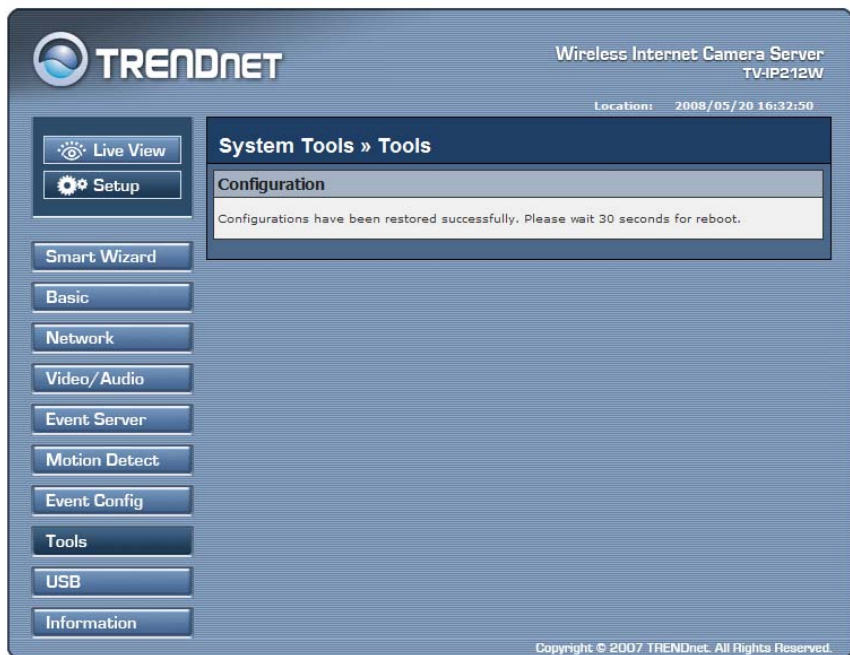 TRENDNET
Wireless Internet Camera Server
TV-IP212W
Location: 2008/05/20 16:32:50
Live View
Setup
System Tools » Tools
Configuration
Configurations have been restored successfully. Please wait 30 seconds for reboot.
Smart Wizard
Basic
Network
Video/Audio
Event Server
Motion Detect
Event Config
Tools
USB
Information
Copyright © 2007 TRENDnet. All Rights Reserved.